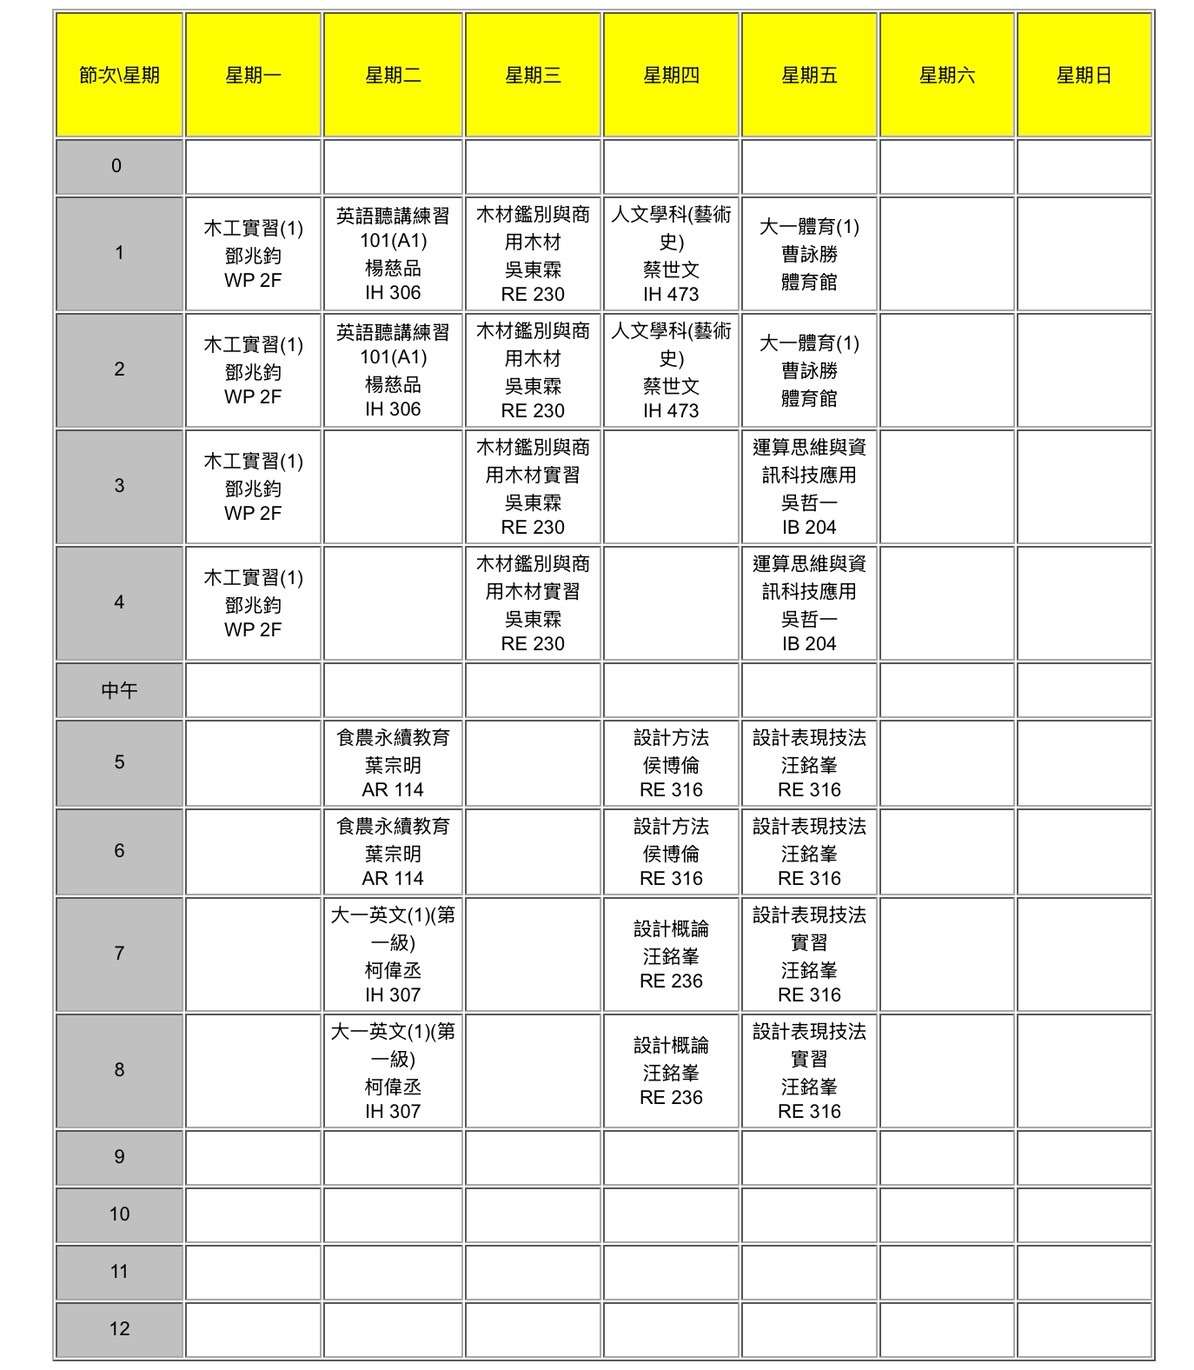 節次\星期 星期一 星期二 星期三 星期四 星期五 星期六 星期日
0
1
木工實習(1)
鄧兆鈞
WP 2F
英語聽講練習
101(A1)
楊慈品
IH 306
木材鑑別與商
用木材
吳東霖
RE 230
人文學科(藝術
史)
蔡世文
IH 473
大一體育(1)
曹詠勝
體育館
2
木工實習(1)
鄧兆鈞
WP 2F
英語聽講練習
101(A1)
楊慈品
IH 306
木材鑑別與商
用木材
吳東霖
RE 230
人文學科(藝術
史)
蔡世文
IH 473
大一體育(1)
曹詠勝
體育館
3
木工實習(1)
鄧兆鈞
WP 2F
木材鑑別與商
用木材實習
吳東霖
RE 230
運算思維與資
訊科技應用
吳哲一
IB 204
4
木工實習(1)
鄧兆鈞
WP 2F
木材鑑別與商
用木材實習
吳東霖
RE 230
運算思維與資
訊科技應用
吳哲一
IB 204
中午
5
食農永續教育
葉宗明
AR 114
設計方法
侯博倫
RE 316
設計表現技法
汪銘峯
RE 316
6
食農永續教育
葉宗明
AR 114
設計方法
侯博倫
RE 316
設計表現技法
汪銘峯
RE 316
7
大一英文(1)(第
一級)
柯偉丞
IH 307
設計概論
汪銘峯
RE 236
設計表現技法
實習
汪銘峯
RE 316
8
大一英文(1)(第
一級)
柯偉丞
IH 307
設計概論
汪銘峯
RE 236
設計表現技法
實習
汪銘峯
RE 316
9
10
11
12